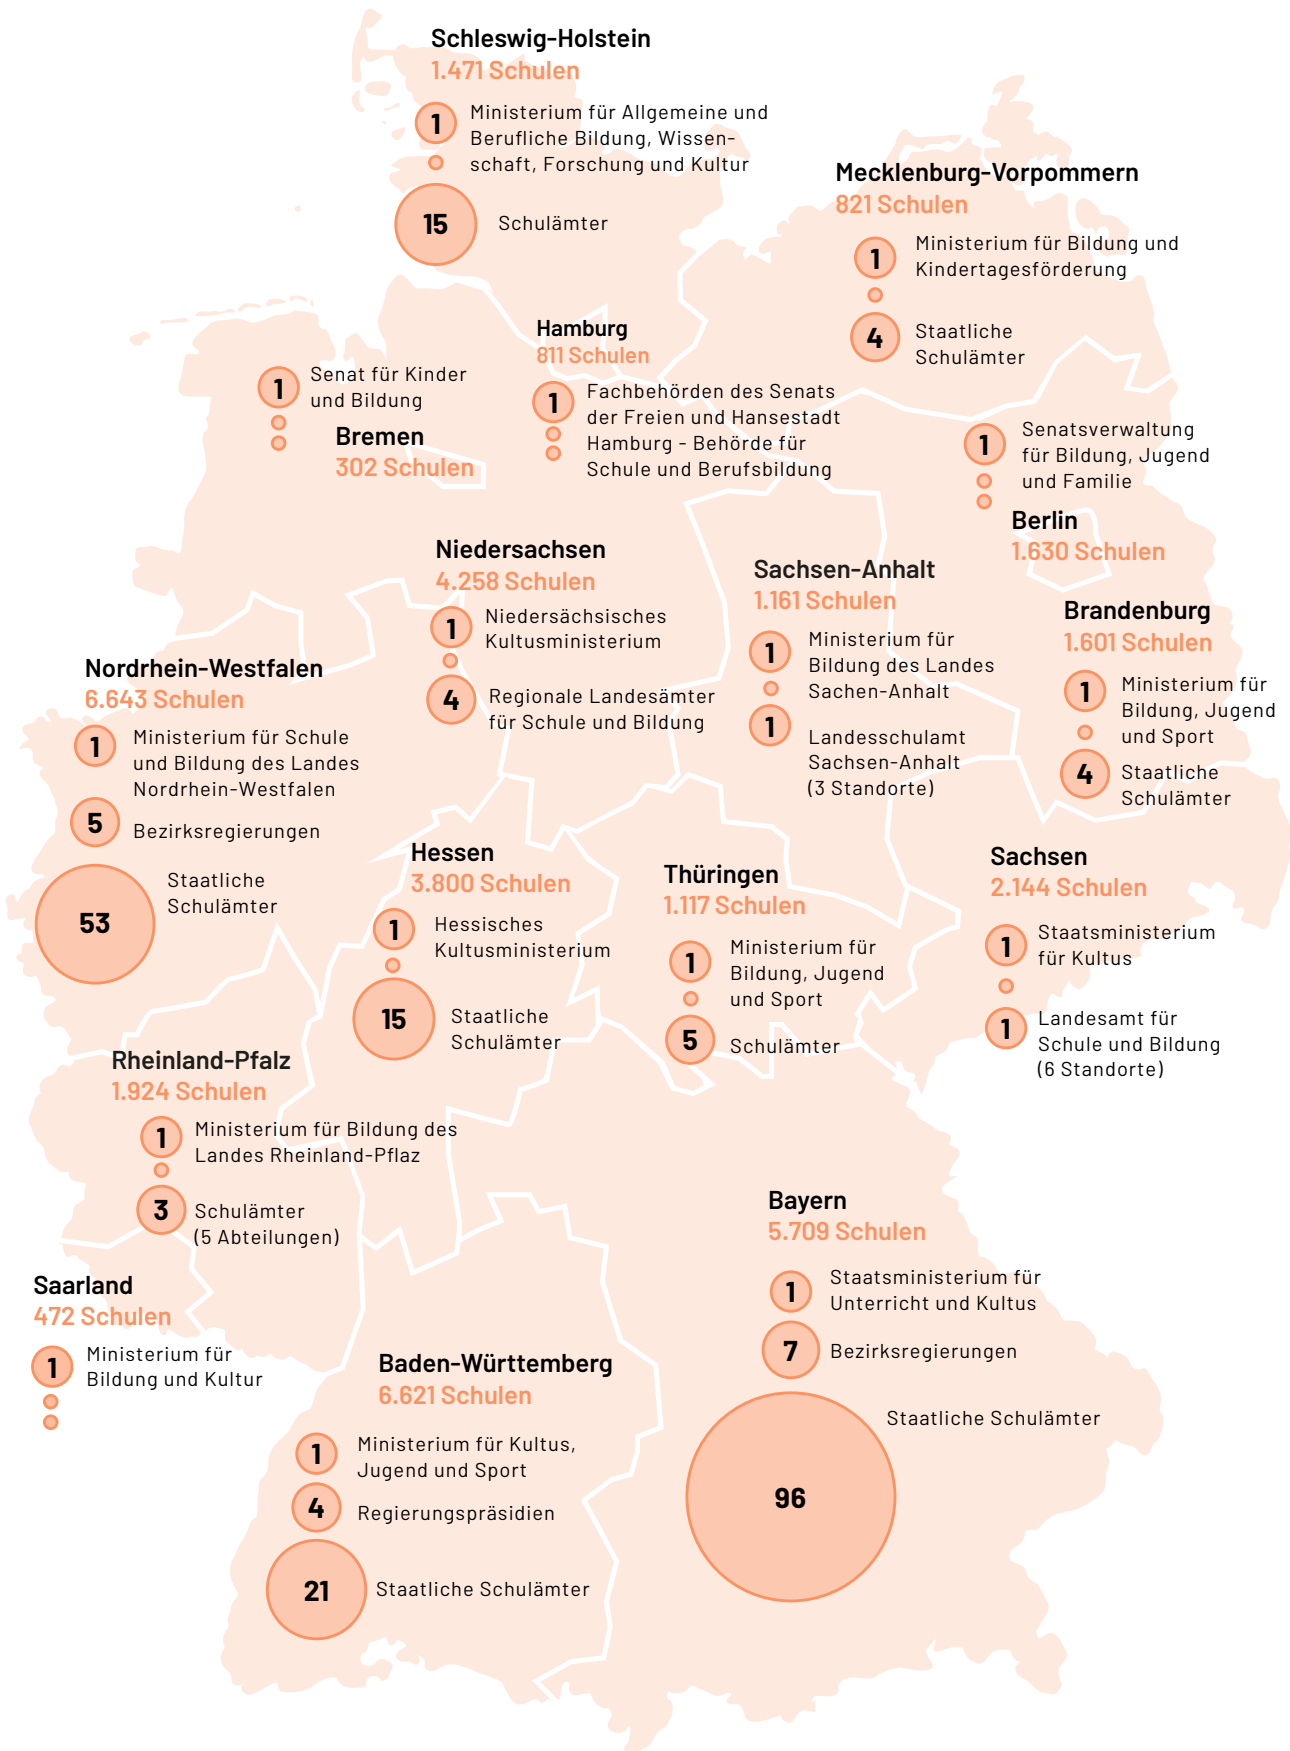 Schleswig-Holstein
1.471 Schulen
1
Ministerium für Allgemeine und
Berufliche Bildung, Wissen-
schaft, Forschung und Kultur
15
Schulämter
Mecklenburg-Vorpommern
821 Schulen
1
Ministerium für Bildung und
Kindertagesförderung
4
Staatliche
Schulämter
Hamburg
811 Schulen
1
Fachbehörden des Senats
der Freien und Hansestadt
Hamburg - Behörde für
Schule und Berufsbildung
1
Senat für Kinder
und Bildung
Bremen
302 Schulen
1
Senatsverwaltung
für Bildung, Jugend
und Familie
Berlin
1.630 Schulen
Niedersachsen
4.258 Schulen
1
Niedersächsisches
Kultusministerium
4
Regionale Landesämter
für Schule und Bildung
Sachsen-Anhalt
1.161 Schulen
1
Ministerium für
Bildung des Landes
Sachen-Anhalt
1
Landesschulamt
Sachsen-Anhalt
(3 Standorte)
Brandenburg
1.601 Schulen
1
Ministerium für
Bildung, Jugend
und Sport
4
Staatliche
Schulämter
Nordrhein-Westfalen
6.643 Schulen
1
Ministerium für Schule
und Bildung des Landes
Nordrhein-Westfalen
5
Bezirksregierungen
53
Staatliche
Schulämter
Hessen
3.800 Schulen
1
Hessisches
Kultusministerium
15
Staatliche
Schulämter
Thüringen
1.117 Schulen
1
Ministerium für
Bildung, Jugend
und Sport
5
Schulämter
Sachsen
2.144 Schulen
1
Staatsministerium
für Kultus
1
Landesamt für
Schule und Bildung
(6 Standorte)
Rheinland-Pfalz
1.924 Schulen
1
Ministerium für Bildung des
Landes Rheinland-Pflaz
3
Schulämter
(5 Abteilungen)
Saarland
472 Schulen
1
Ministerium für
Bildung und Kultur
Bayern
5.709 Schulen
1
Staatsministerium für
Unterricht und Kultus
7
Bezirksregierungen
96
Staatliche Schulämter
Baden-Württemberg
6.621 Schulen
1
Ministerium für Kultus,
Jugend und Sport
4
Regierungspräsidien
21
Staatliche Schulämter